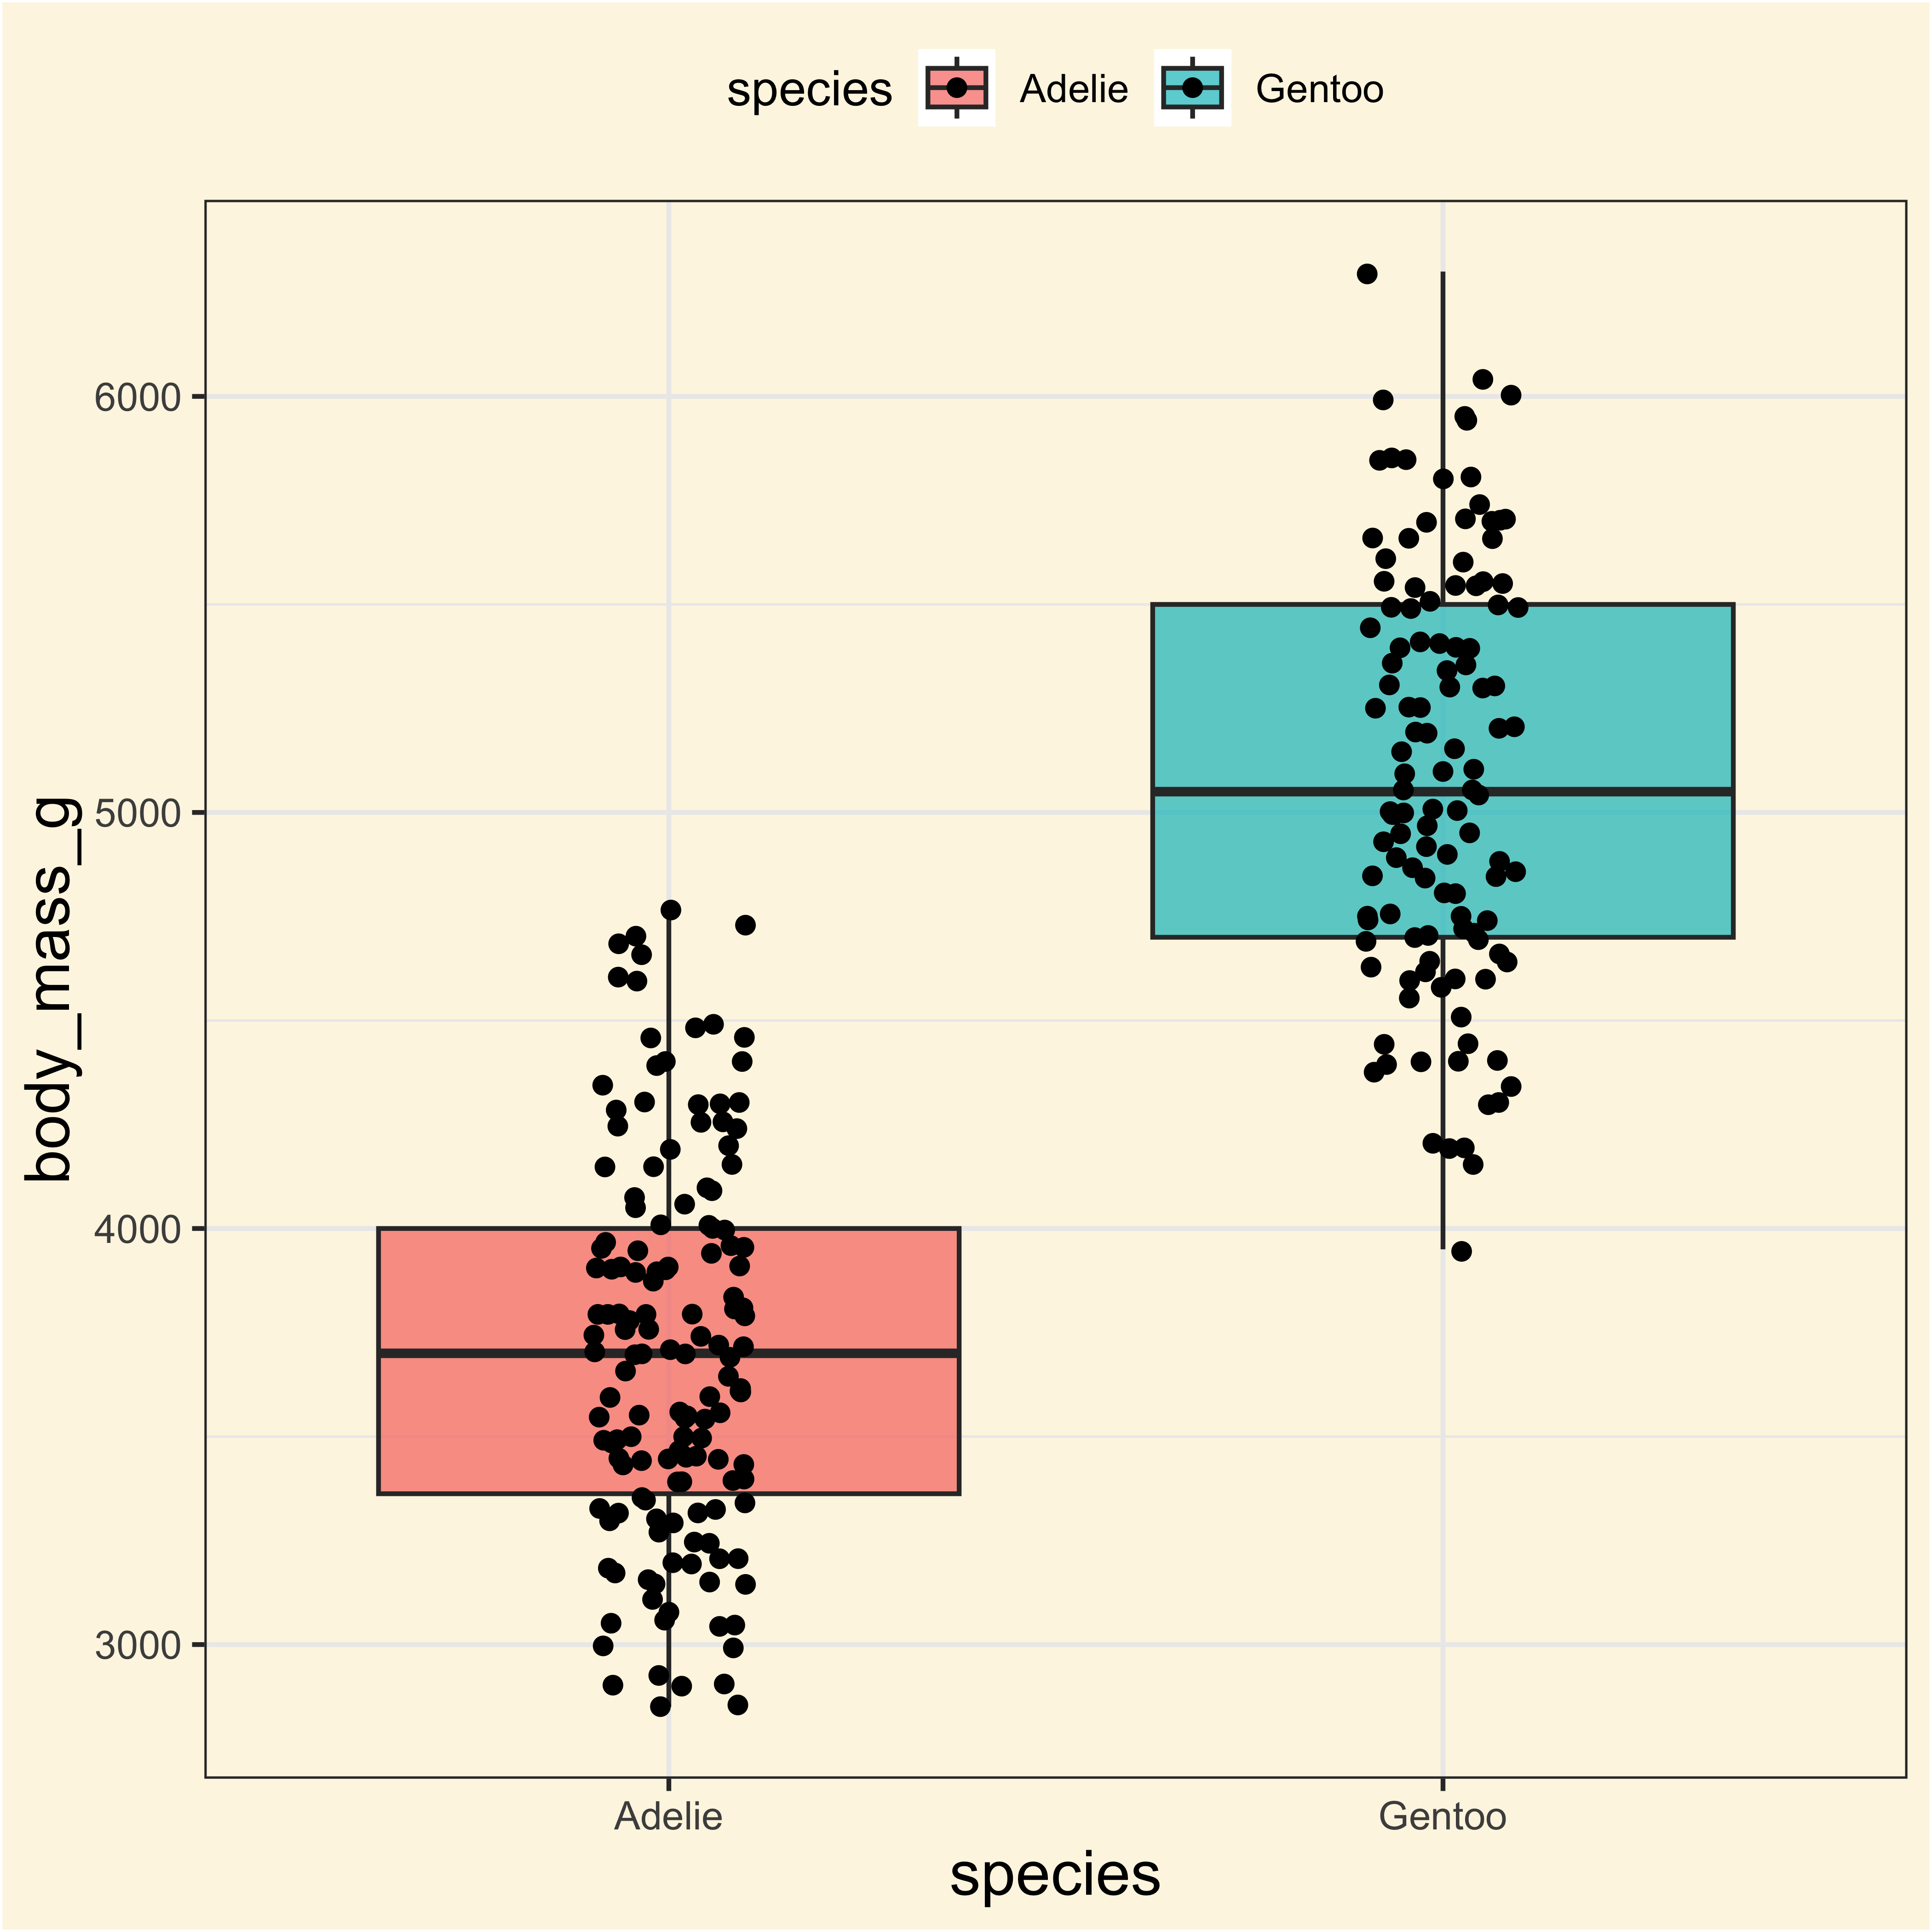 species Adelie Gentoo
6000
5000
4000
3000
body_mass_g
Adelie Gentoo
species